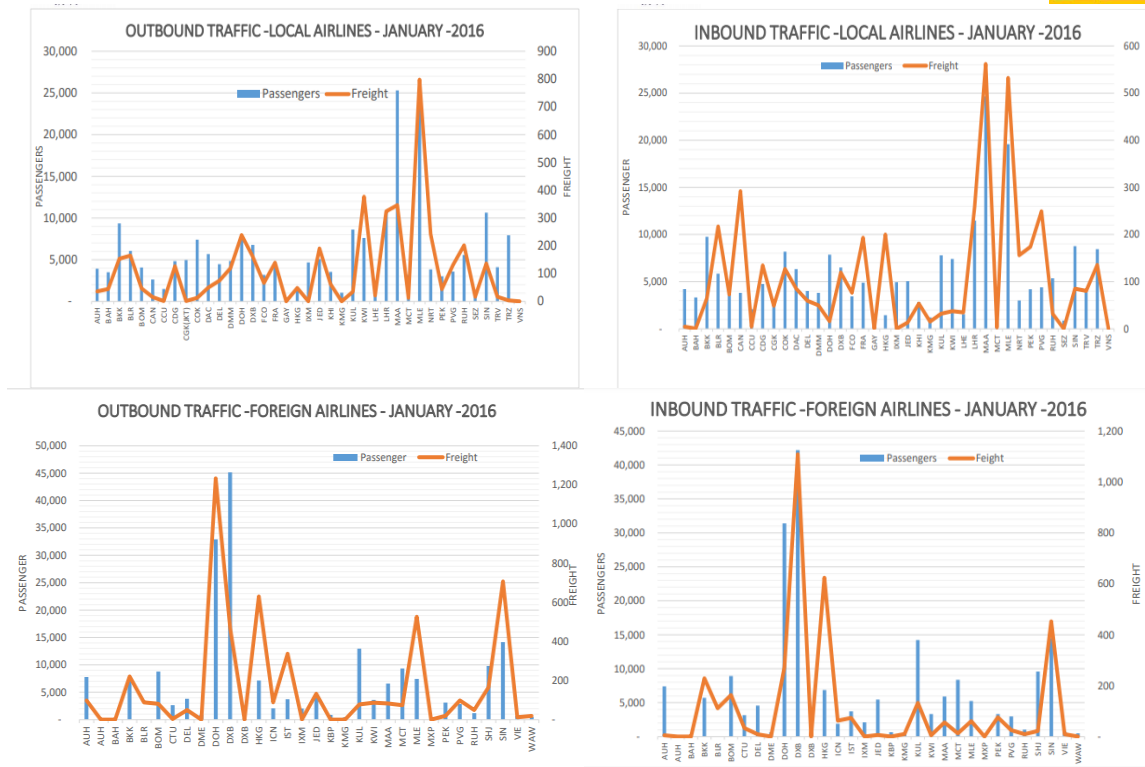 OUTBOUND TRAFFIC -LOCAL AIRLINES - JANUARY -2016
30,000
25,000
20,000
15,000
10,000
5,000
-
PASSENGERS
Passengers
Freight
900
800
700
600
500
400
300
200
100
0
FREIGHT
AUH BAH BKK BLR BOM CAN CCU CDG CGK(JKT) COK DAC DEL DMM DOH DXB FCO FRA GAY HKG IXM JED KHI KMG KUL KWI LHE LHR MAA MCT MLE NRT PEK PVG RUH SEZ SIN TRV TRZ VNS
INBOUND TRAFFIC -LOCAL AIRLINES - JANUARY -2016
30,000
25,000
20,000
15,000
10,000
5,000
-
PASSENGER
Passengers
Freight
600
500
400
300
200
100
0
AUH BAH BKK BLR BOM CAN CCU CDG CGK COK DAC DEL DMM DOH DXB FCO FRA GAY HKG IXM JED KHI KMG KUL KWI LHE LHR MAA MCT MLE NRT PEK PVG RUH SEZ SIN TRV TRZ VNS
OUTBOUND TRAFFIC -FOREIGN AIRLINES - JANUARY -2016
50,000
45,000
40,000
35,000
30,000
25,000
20,000
15,000
10,000
5,000
-
PASSENGER
Passenger
Freight
1,400
1,200
1,000
800
600
400
200
-
FREIGHT
AUH AUH BAH BKK BLR BOM CTU DEL DME DOH DXB DXB HKG ICN IST IXM JED KBP KMG KUL KWI MAA MCT MLE MXP PEK PVG RUH SHJ SIN VIE WAW
INBOUND TRAFFIC -FOREIGN AIRLINES - JANUARY -2016
45,000
40,000
35,000
30,000
25,000
20,000
15,000
10,000
5,000
-
PASSENGERS
Passengers
Feight
1,200
1,000
800
600
400
200
-
FREIGHT
AUH AUH BAH BKK BLR BOM CTU DEL DME DOH DXB DXB HKG ICN IST IXM JED KBP KMG KUL KWI MAA MCT MLE MXP PEK PVG RUH SHJ SIN VIE WAW